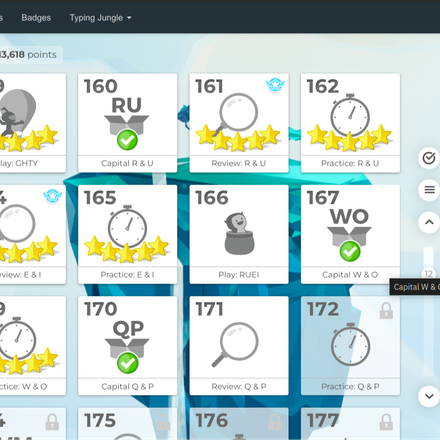 s Badges Typing Jungle
13,618 points
9 160 161 162
RU
lay: GHTY Capital R & U Review: R & U Practice: R & U
4 165 166 167
WO
eview: E & I Practice: E & I Play: RUEI Capital W & O
Capital W & O
12
9 170 171 172
QP
ctice: W & O Capital Q & P Review: Q & P Practice: Q & P
4 175 176 177